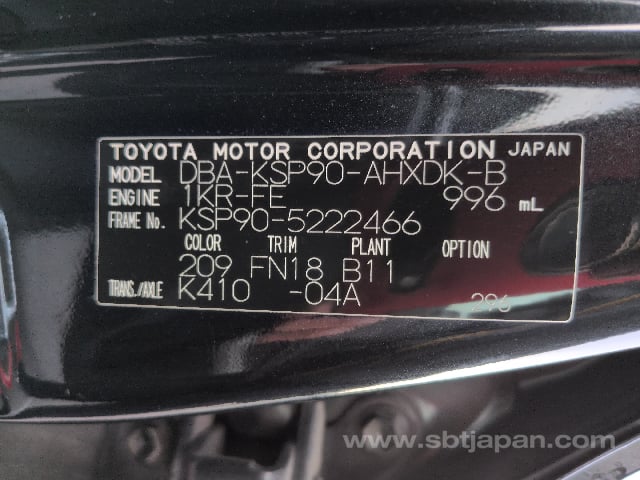 TOYOTA MOTOR CORPORATION JAPAN
MODEL DBA-KSP90-AHXDK-B
ENGINE 1KR-FE 996 mL
FRAME No. KSP90-5222466
COLOR TRIM PLANT OPTION
209 FN18 B11
TRANS./AXLE K410 -04A 296
www.sbtjapan.com